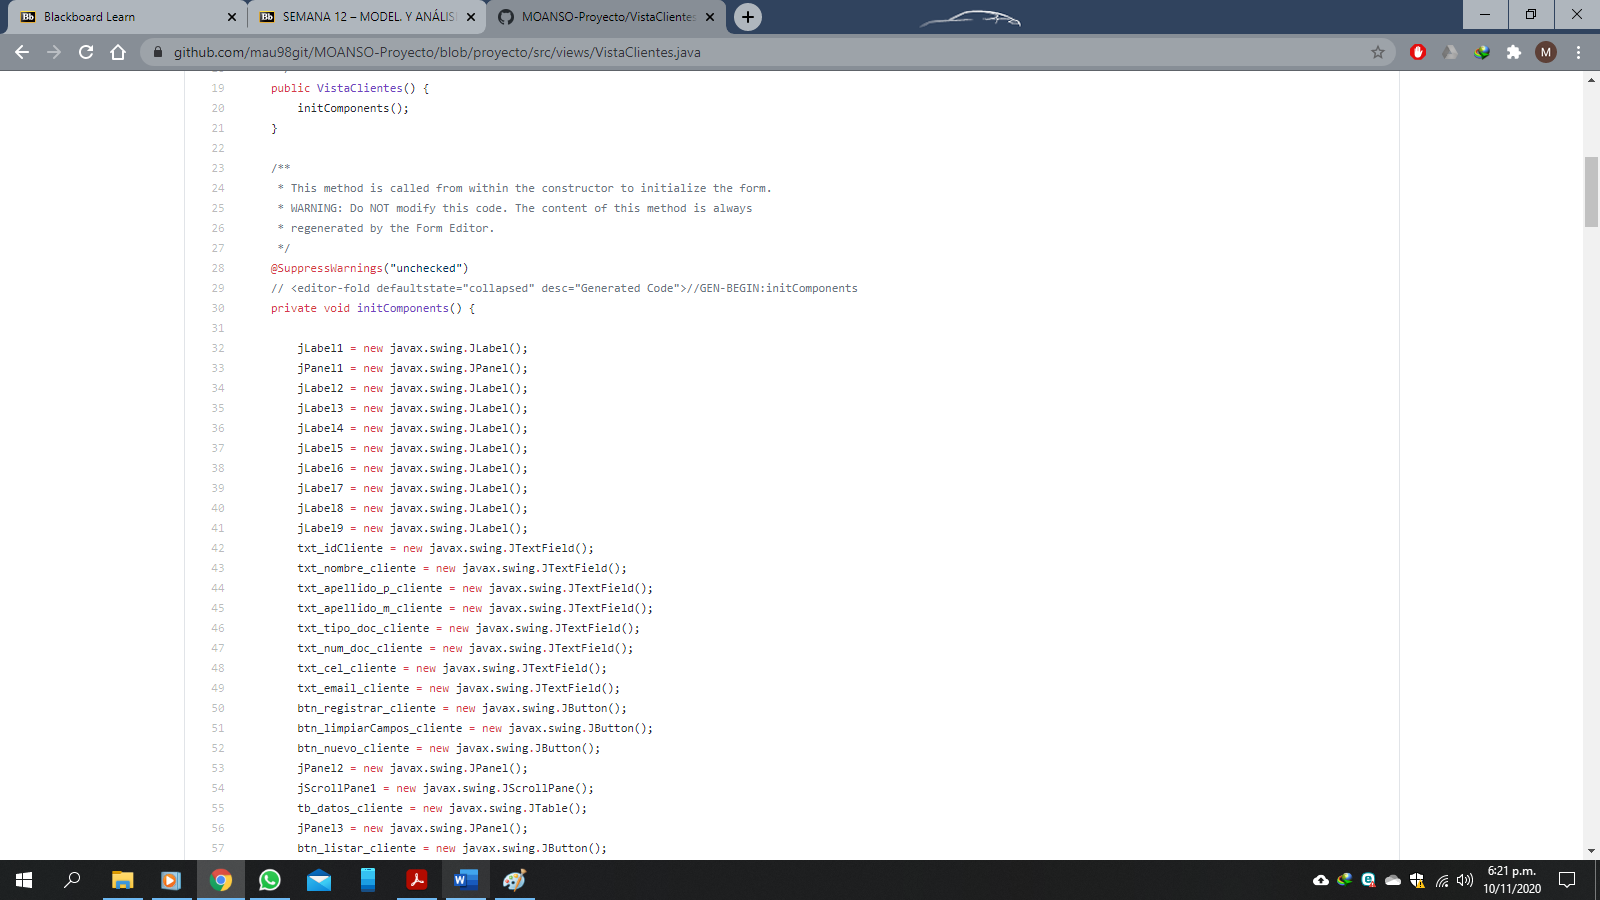 Blackboard Learn
SEMANA 12 – MODEL. Y ANÁLIS
MOANSO-Proyecto/VistaClientes
github.com/mau98git/MOANSO-Proyecto/blob/proyecto/src/views/VistaClientes.java
M
19 public VistaClientes() {
20 initComponents();
21 }
22
23 /**
24 * This method is called from within the constructor to initialize the form.
25 * WARNING: Do NOT modify this code. The content of this method is always
26 * regenerated by the Form Editor.
27 */
28 @SuppressWarnings("unchecked")
29 // <editor-fold defaultstate="collapsed" desc="Generated Code">//GEN-BEGIN:initComponents
30 private void initComponents() {
31
32 jLabel1 = new javax.swing.JLabel();
33 jPanel1 = new javax.swing.JPanel();
34 jLabel2 = new javax.swing.JLabel();
35 jLabel3 = new javax.swing.JLabel();
36 jLabel4 = new javax.swing.JLabel();
37 jLabel5 = new javax.swing.JLabel();
38 jLabel6 = new javax.swing.JLabel();
39 jLabel7 = new javax.swing.JLabel();
40 jLabel8 = new javax.swing.JLabel();
41 jLabel9 = new javax.swing.JLabel();
42 txt_idCliente = new javax.swing.JTextField();
43 txt_nombre_cliente = new javax.swing.JTextField();
44 txt_apellido_p_cliente = new javax.swing.JTextField();
45 txt_apellido_m_cliente = new javax.swing.JTextField();
46 txt_tipo_doc_cliente = new javax.swing.JTextField();
47 txt_num_doc_cliente = new javax.swing.JTextField();
48 txt_cel_cliente = new javax.swing.JTextField();
49 txt_email_cliente = new javax.swing.JTextField();
50 btn_registrar_cliente = new javax.swing.JButton();
51 btn_limpiarCampos_cliente = new javax.swing.JButton();
52 btn_nuevo_cliente = new javax.swing.JButton();
53 jPanel2 = new javax.swing.JPanel();
54 jScrollPane1 = new javax.swing.JScrollPane();
55 tb_datos_cliente = new javax.swing.JTable();
56 jPanel3 = new javax.swing.JPanel();
57 btn_listar_cliente = new javax.swing.JButton();
6:21 p.m.
10/11/2020